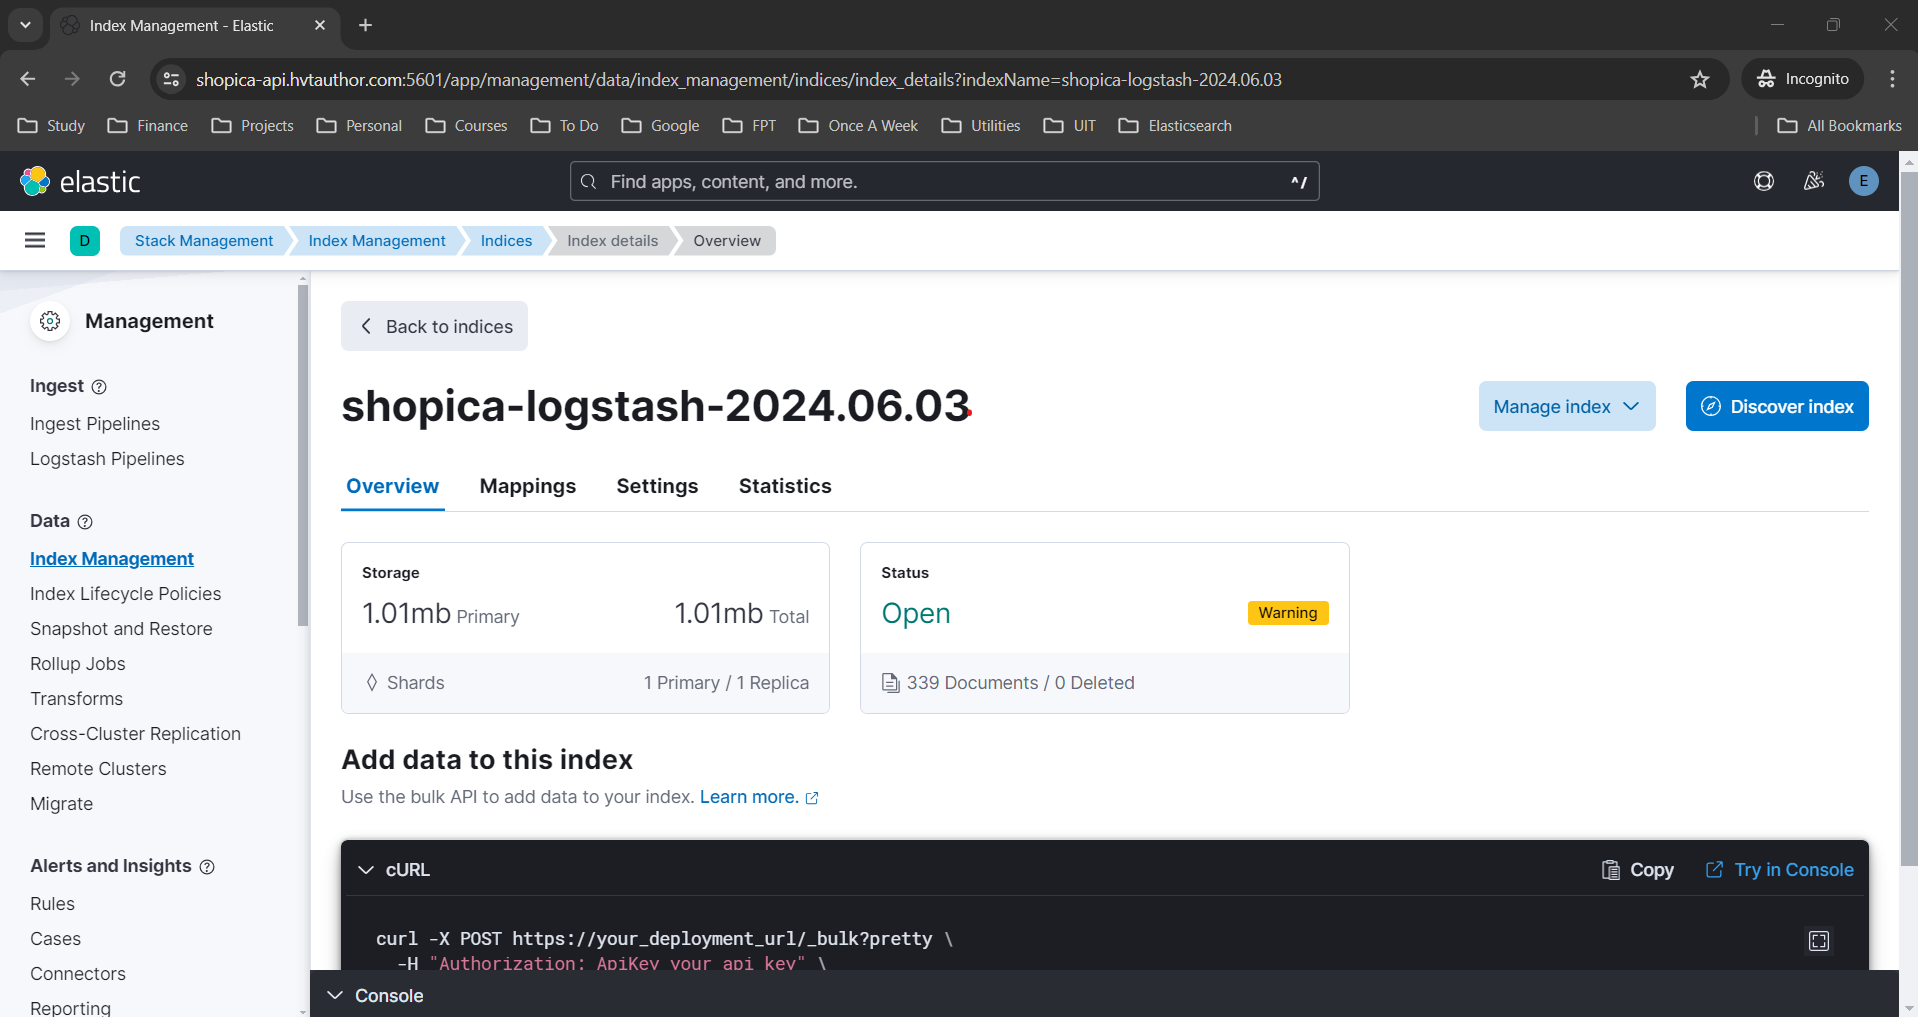 Index Management - Elastic
shopica-api.hvtauthor.com:5601/app/management/data/index_management/indices/index_details?indexName=shopica-logstash-2024.06.03
Incognito
Study Finance Projects Personal Courses To Do Google FPT Once A Week Utilities UIT Elasticsearch All Bookmarks
elastic
Find apps, content, and more.
^/
E
D
Stack Management Index Management Indices Index details Overview
Management
Ingest
Ingest Pipelines
Logstash Pipelines
Data
Index Management
Index Lifecycle Policies
Snapshot and Restore
Rollup Jobs
Transforms
Cross-Cluster Replication
Remote Clusters
Migrate
Alerts and Insights
Rules
Cases
Connectors
Reporting
Back to indices
shopica-logstash-2024.06.03
Manage index
Discover index
Overview Mappings Settings Statistics
Storage
1.01mb Primary 1.01mb Total
Shards 1 Primary / 1 Replica
Status
Open Warning
339 Documents / 0 Deleted
Add data to this index
Use the bulk API to add data to your index. Learn more.
cURL Copy Try in Console
curl -X POST https://your_deployment_url/_bulk?pretty \
-H "Authorization: ApiKey your_api_key" \
Console